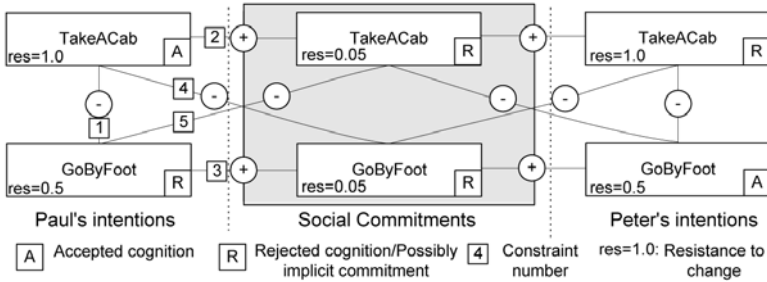 TakeACab 2 + TakeACab + TakeACab
res=1.0 A res=0.05 R res=1.0 R
4 - - - -
- -
1 5
GoByFoot 3 + GoByFoot + GoByFoot
res=0.5 R res=0.05 R res=0.5 A
Paul's intentions Social Commitments Peter's intentions
A Accepted cognition R Rejected cognition/Possibly implicit commitment 4 Constraint number res=1.0: Resistance to change